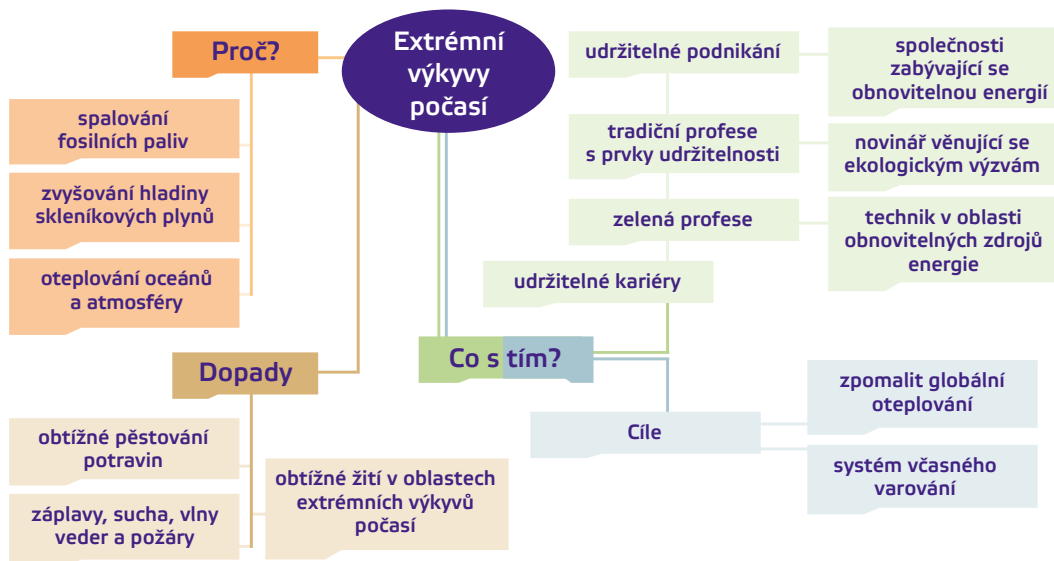 Extrémní
výkyvy
počasí
Proč?
spalování
fosilních paliv
zvyšování hladiny
skleníkových plynů
oteplování oceánů
a atmosféry
Dopady
obtížné pěstování
potravin
záplavy, sucha, vlny
veder a požáry
obtížné žití v oblastech
extrémních výkyvů
počasí
Co s tím?
udržitelné kariéry
zelená profese
technik v oblasti
obnovitelných zdrojů
energie
tradiční profese
s prvky udržitelnosti
novinář věnující se
ekologickým výzvám
udržitelné podnikání
společnosti
zabývající se
obnovitelnou energií
Cíle
zpomalit globální
oteplování
systém včasného
varování